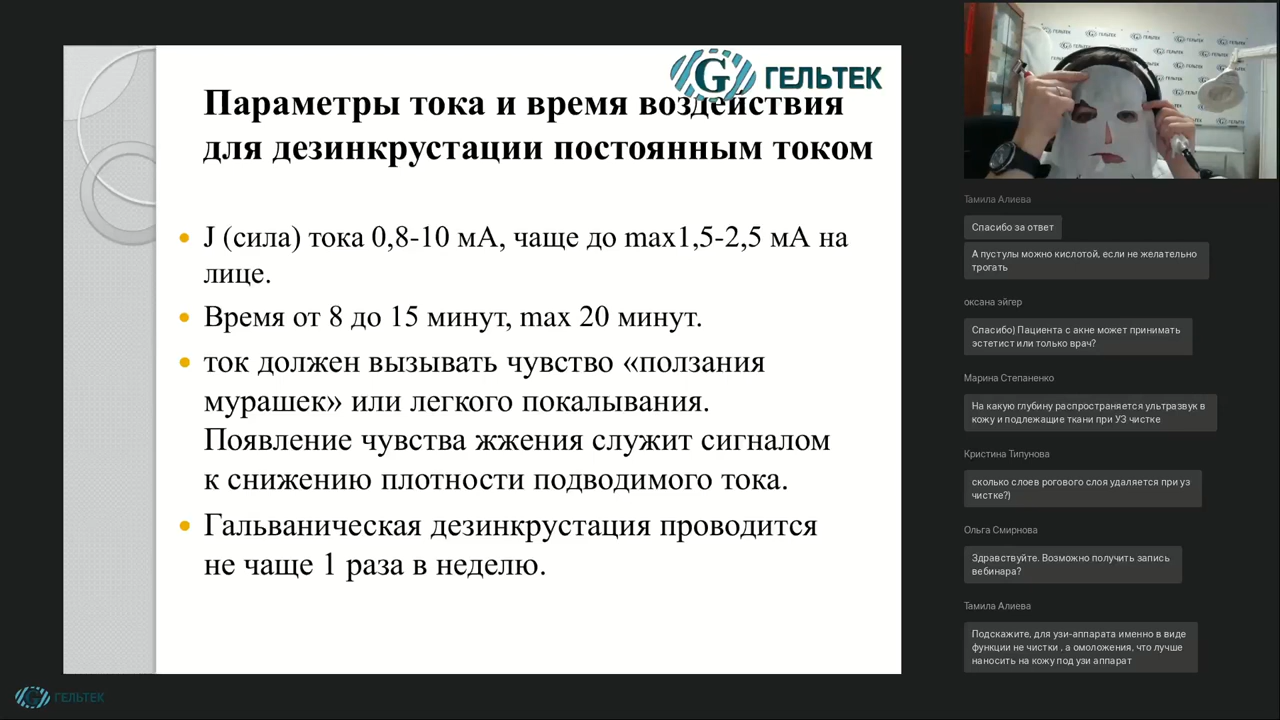 ГЕЛЬТЕК
Параметры тока и время воздействия
для дезинкрустации постоянным током
J (сила) тока 0,8-10 мА, чаще до max1,5-2,5 мА на
лице.
Время от 8 до 15 минут, max 20 минут.
ток должен вызывать чувство «ползания
мурашек» или легкого покалывания.
Появление чувства жжения служит сигналом
к снижению плотности подводимого тока.
Гальваническая дезинкрустация проводится
не чаще 1 раза в неделю.
ГЕЛЬТЕК
Тамила Алиева
Спасибо за ответ
А пустулы можно кислотой, если не желательно
трогать
оксана эйгер
Спасибо) Пациента с акне может принимать
эстетист или только врач?
Марина Степаненко
На какую глубину распространяется ультразвук в
кожу и подлежащие ткани при УЗ чистке
Кристина Типунова
сколько слоев рогового слоя удаляется при уз
чистке?)
Ольга Смирнова
Здравствуйте. Возможно получить запись
вебинара?
Тамила Алиева
Подскажите, для узи-аппарата именно в виде
функции не чистки , а омоложения, что лучше
наносить на кожу под узи аппарат